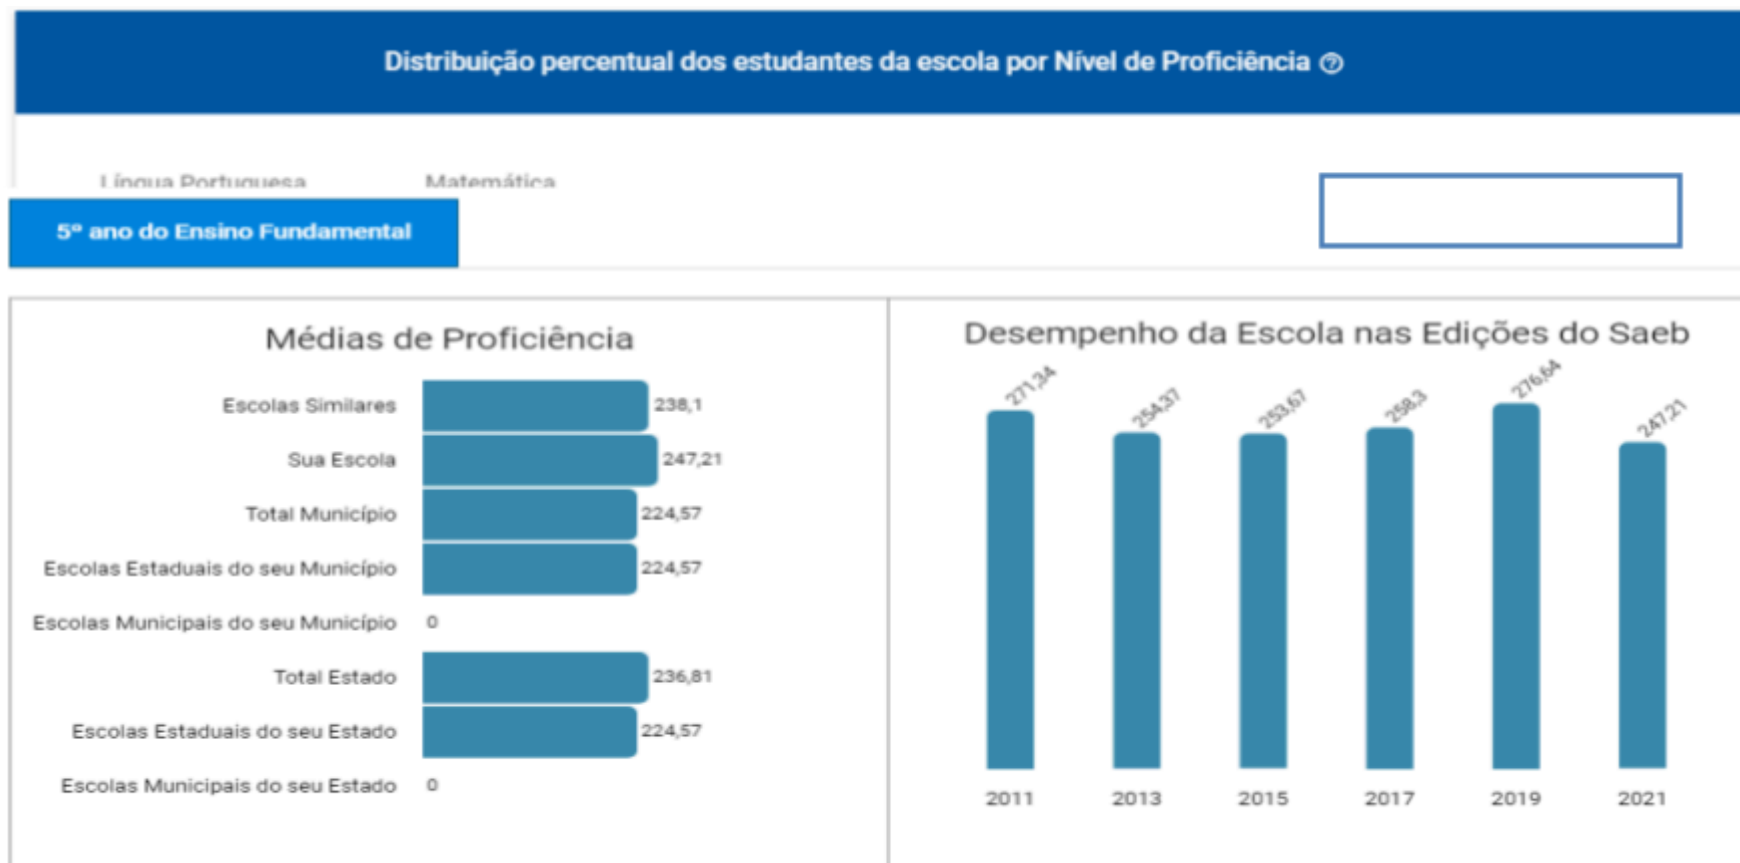 Distribuição percentual dos estudantes da escola por Nível de Proficiência
Língua Portuguesa Matemática
5º ano do Ensino Fundamental
Médias de Proficiência
Escolas Similares 238,1
Sua Escola 247,21
Total Município 224,57
Escolas Estaduais do seu Município 224,57
Escolas Municipais do seu Município 0
Total Estado 236,81
Escolas Estaduais do seu Estado 224,57
Escolas Municipais do seu Estado 0
Desempenho da Escola nas Edições do Saeb
271,34 254,37 253,67 258,3 276,64 247,21
2011 2013 2015 2017 2019 2021